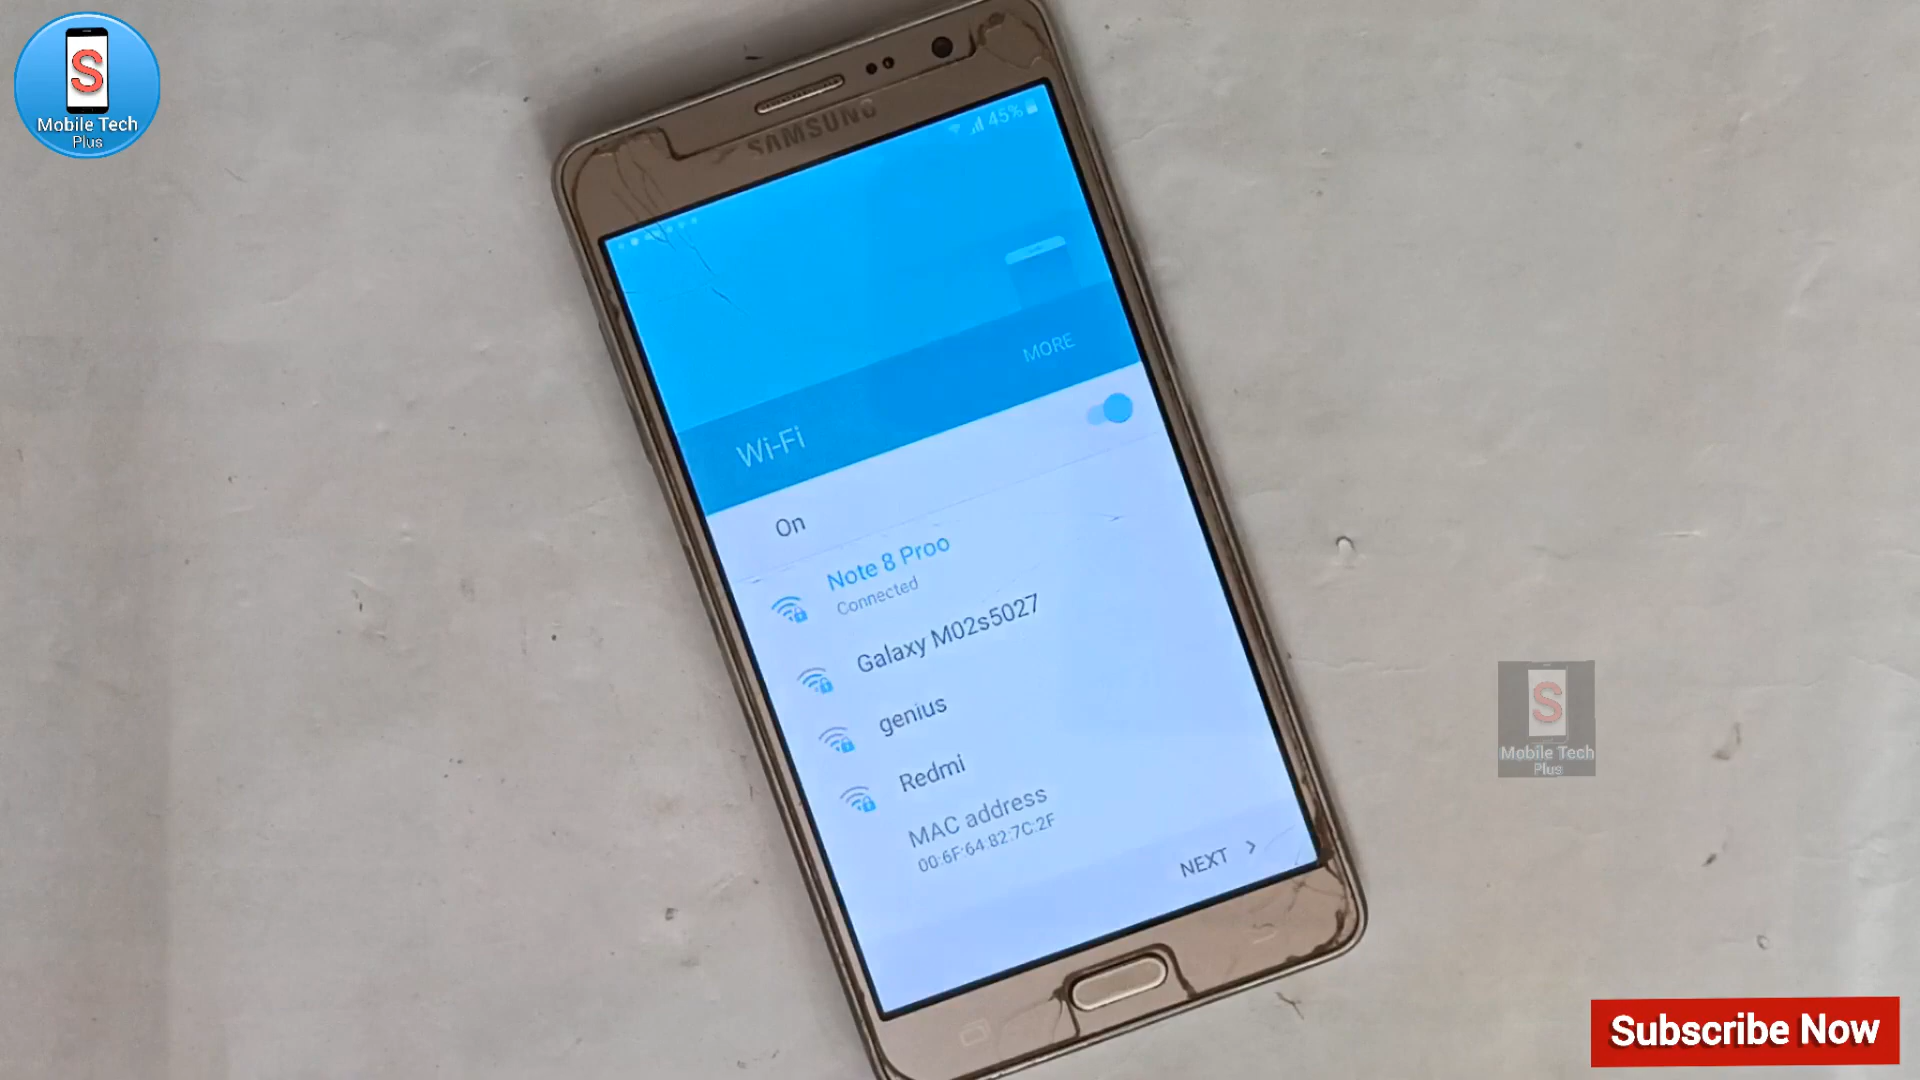 S
Mobile Tech
Plus
SAMSUNG
45%
MORE
Wi-Fi
On
Note 8 Proo
Connected
Galaxy M02s5027
genius
Redmi
MAC address
00:6F:64:82:7C:2F
NEXT >
S
Mobile Tech
Plus
Subscribe Now